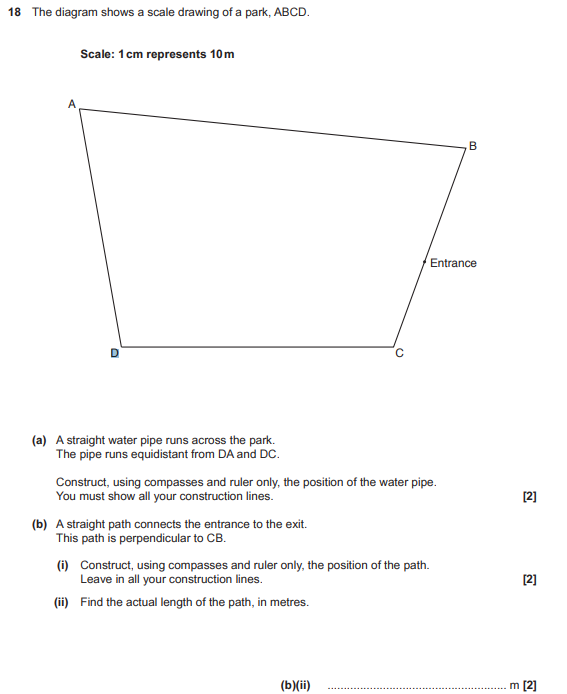 18 The diagram shows a scale drawing of a park, ABCD.
Scale: 1 cm represents 10 m
A
B
Entrance
D
C
(a) A straight water pipe runs across the park.
The pipe runs equidistant from DA and DC.
Construct, using compasses and ruler only, the position of the water pipe.
You must show all your construction lines. [2]
(b) A straight path connects the entrance to the exit.
This path is perpendicular to CB.
(i) Construct, using compasses and ruler only, the position of the path.
Leave in all your construction lines. [2]
(ii) Find the actual length of the path, in metres.
(b)(ii) ...................................................... m [2]